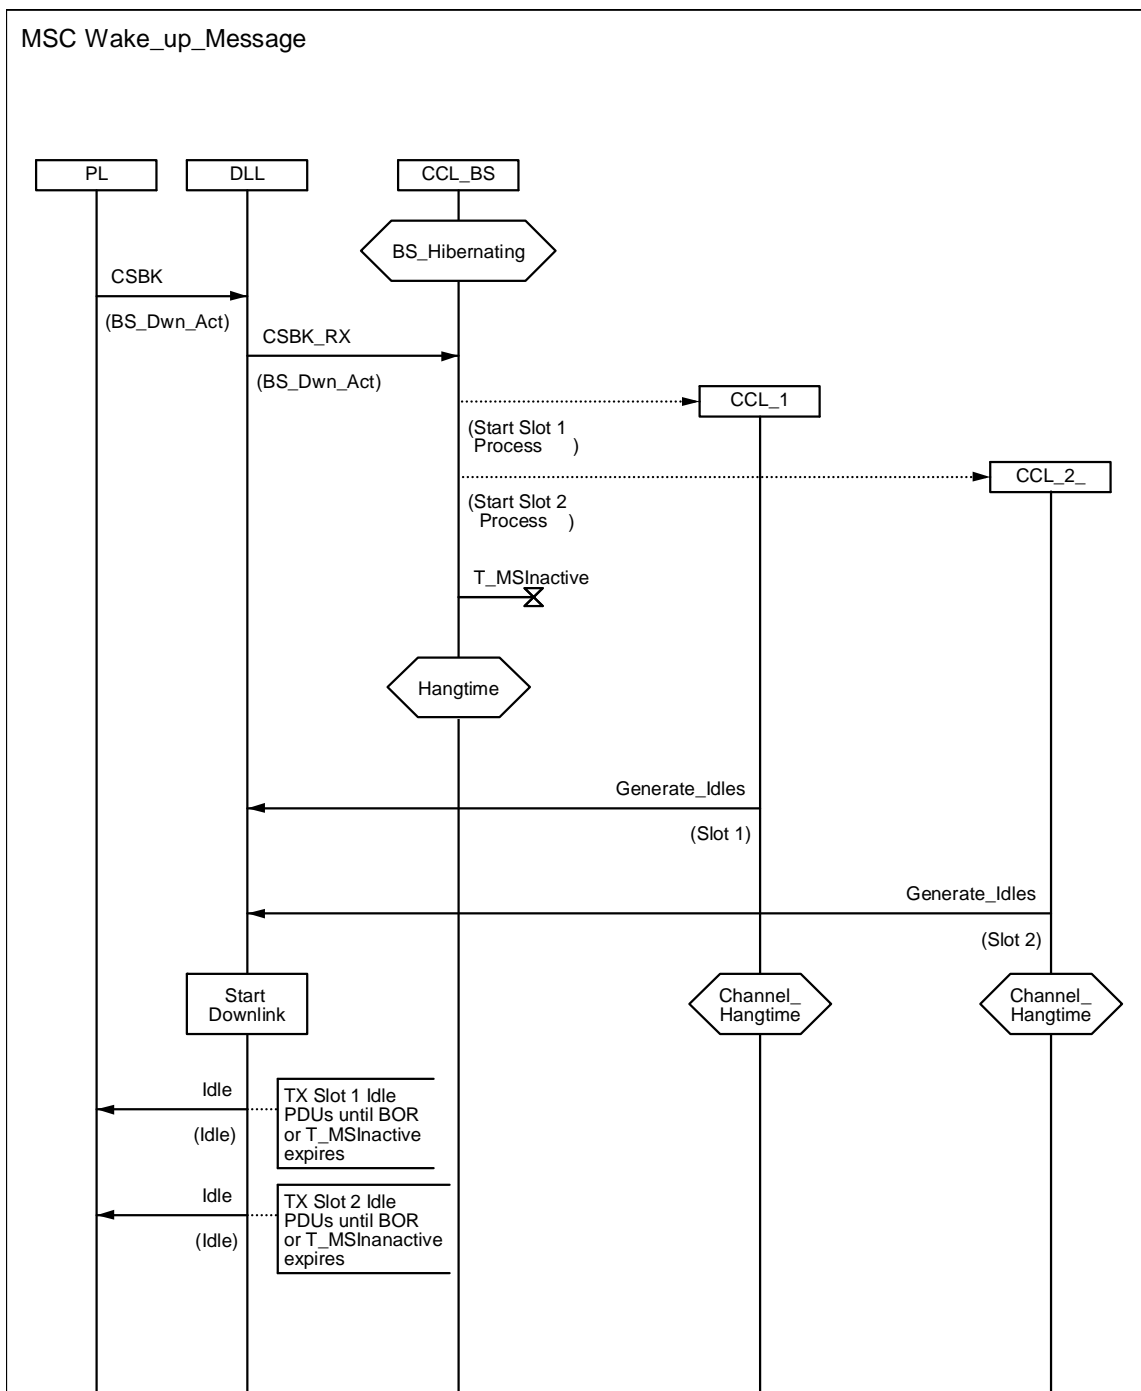 MSC Wake_up_Message
PL
DLL
CCL_BS
BS_Hibernating
CSBK
(BS_Dwn_Act)
CSBK_RX
(BS_Dwn_Act)
CCL_1
(Start Slot 1
Process )
CCL_2_
(Start Slot 2
Process )
T_MSInactive
Hangtime
Generate_Idles
(Slot 1)
Generate_Idles
(Slot 2)
Start
Downlink
Channel_
Hangtime
Channel_
Hangtime
Idle
(Idle)
TX Slot 1 Idle
PDUs until BOR
or T_MSInactive
expires
Idle
(Idle)
TX Slot 2 Idle
PDUs until BOR
or T_MSInanactive
expires